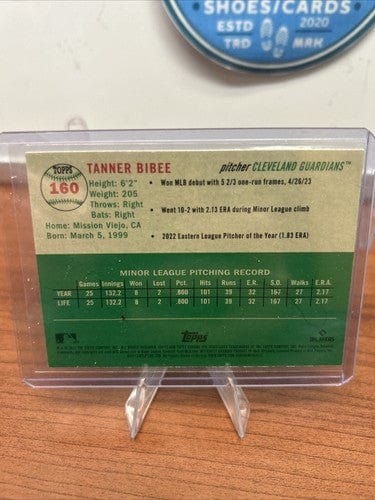 SHOES/CARDS
ESTD 2020
TRD MRK
TOPPS
160
TANNER BIBEE
pitcher CLEVELAND GUARDIANS™
Height: 6'2"
Weight: 205
Throws: Right
Bats: Right
Home: Mission Viejo, CA
Born: March 5, 1999
• Won MLB debut with 5 2/3 one-run frames, 4/26/23
• Went 10-2 with 2.13 ERA during Minor League climb
• 2022 Eastern League Pitcher of the Year (1.83 ERA)
MINOR LEAGUE PITCHING RECORD
Games Innings Won Lost Pct. Hits Runs E.R. S.O. Walks E.R.A.
YEAR 25 132.2 8 2 .800 101 39 32 167 27 2.17
LIFE 25 132.2 8 2 .800 101 39 32 167 27 2.17
Topps
PLAYERS